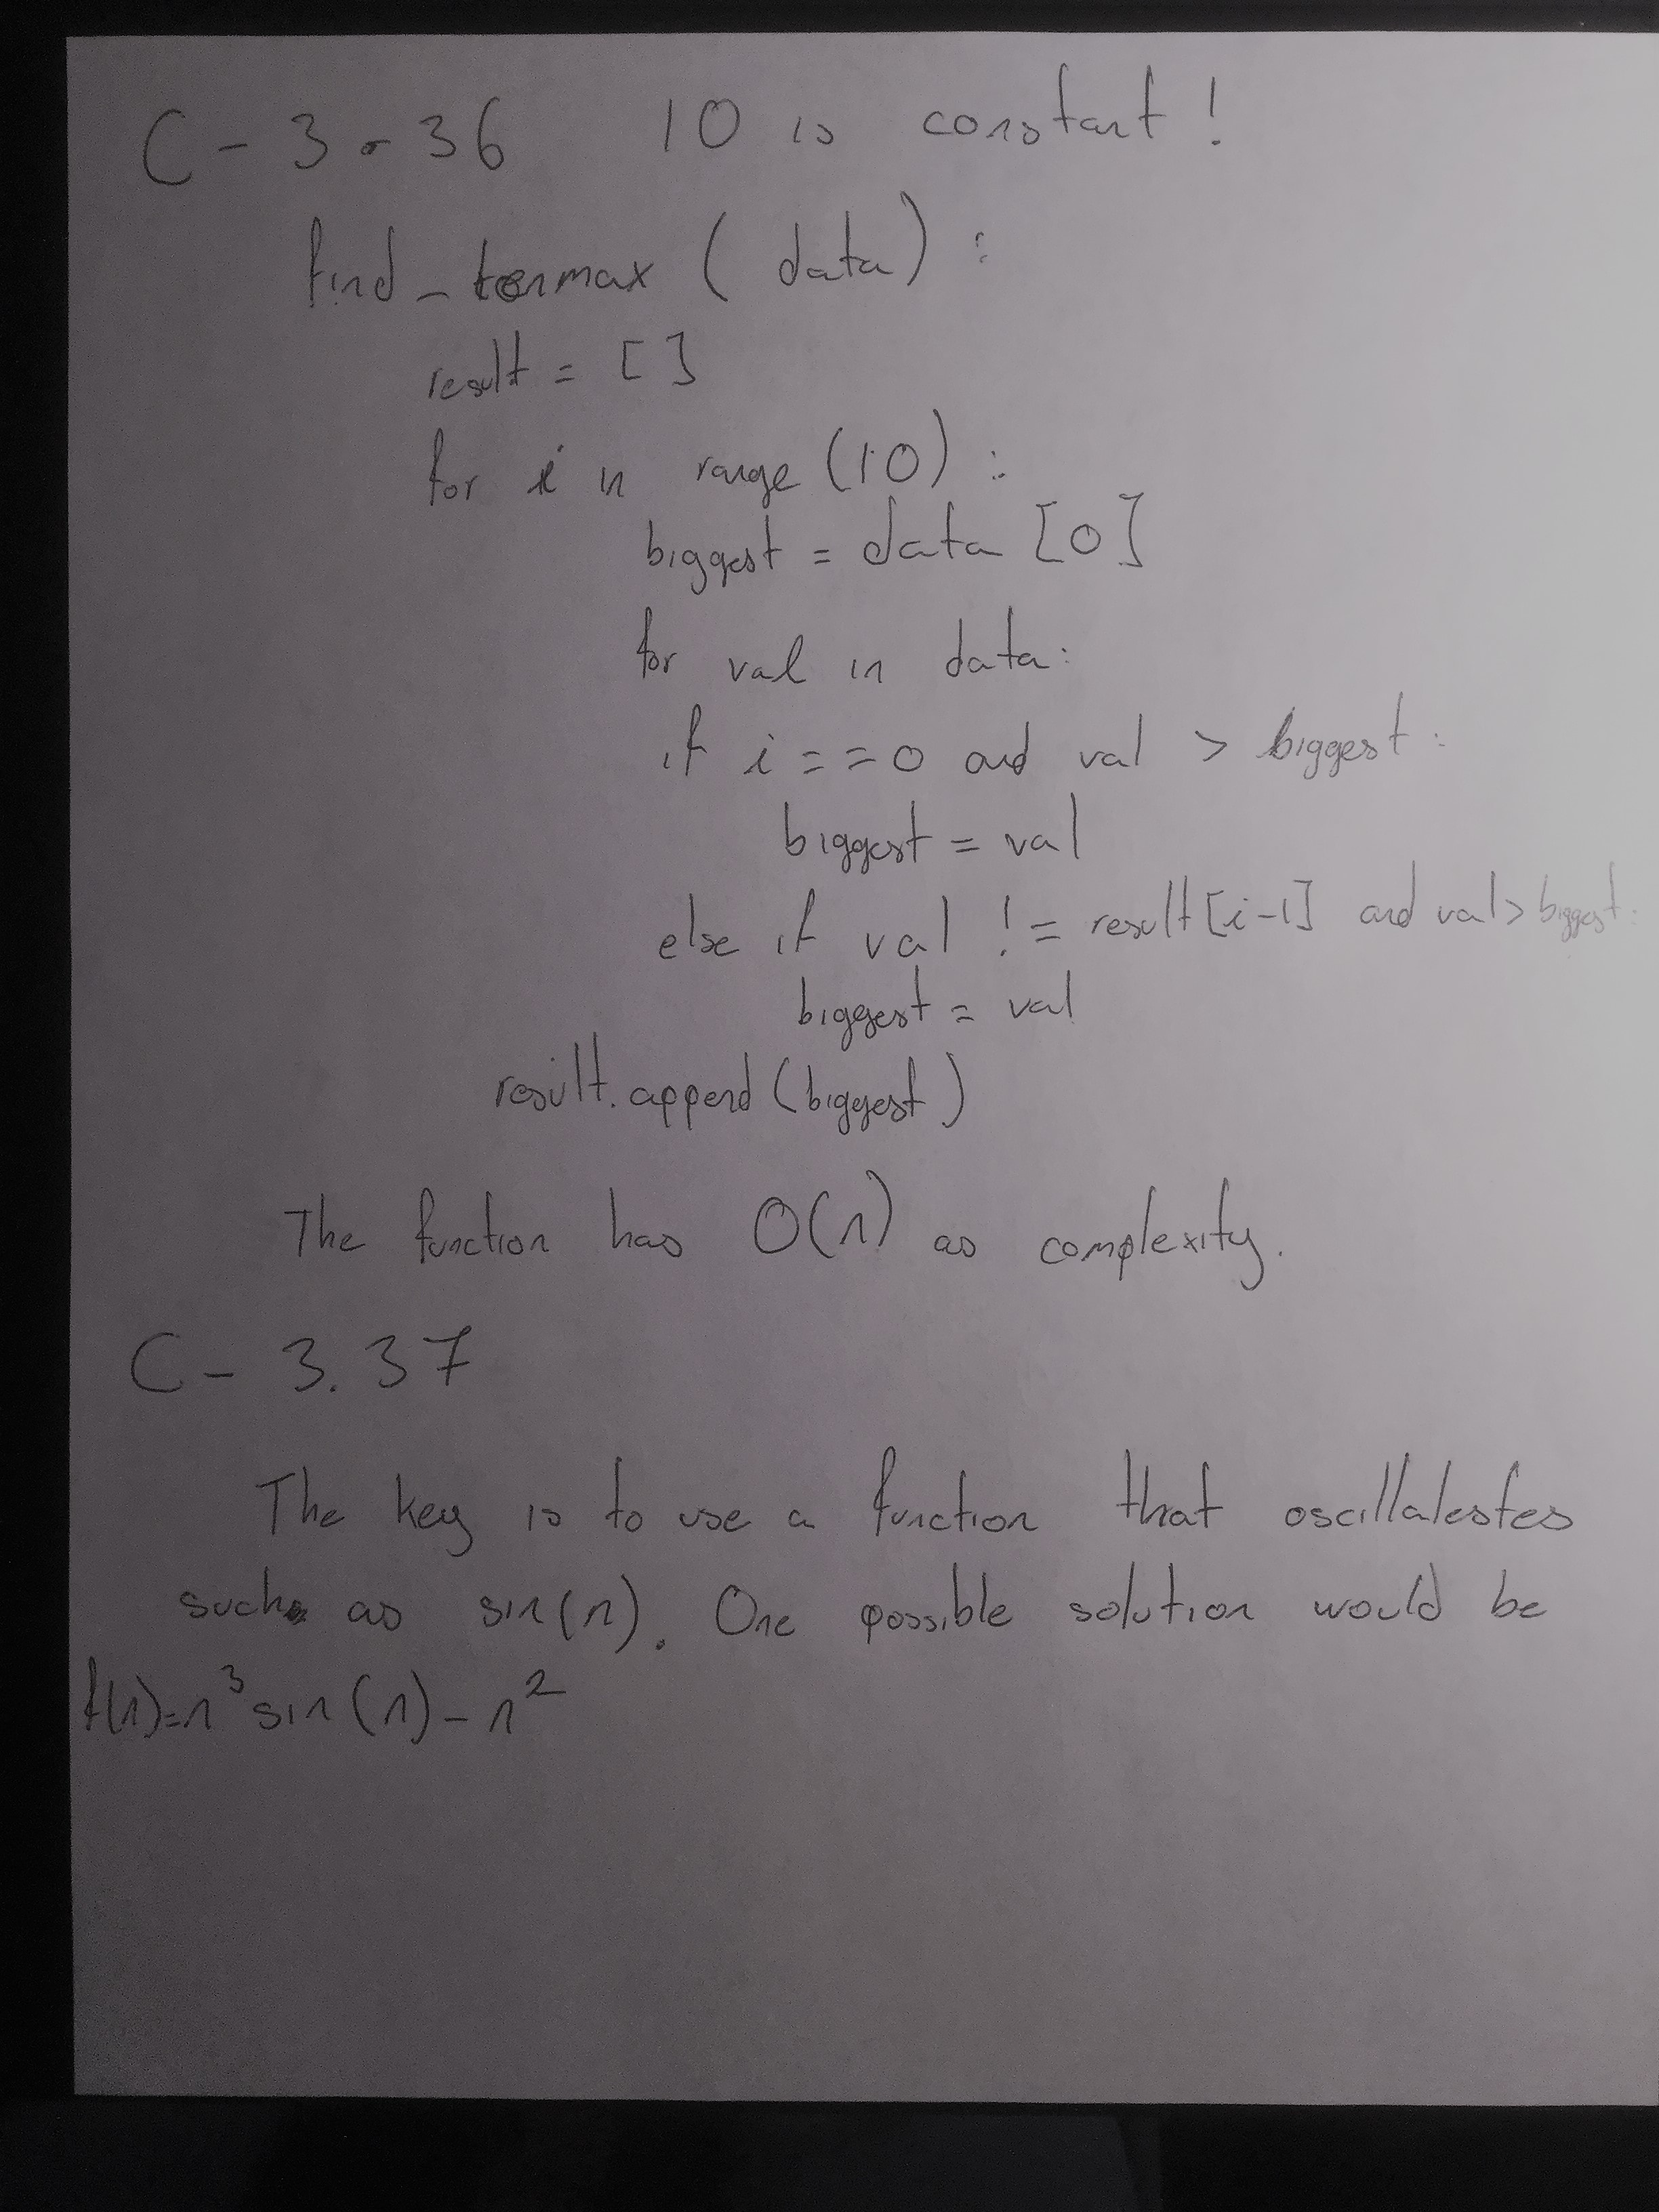 C - 3 . 36 10 is constant !
find_tenmax ( data ) :
result = [ ]
for i in range (10) :
biggest = data [0]
for val in data:
if i == 0 and val > biggest :
biggest = val
else if val != result [i-1] and val > biggest :
biggest = val
result.append (biggest)
The function has O(n) as complexity.
C - 3.37
The key is to use a function that oscillalestes
such as sin(n). One possible solution would be
f(n)=n³ sin(n) - n²